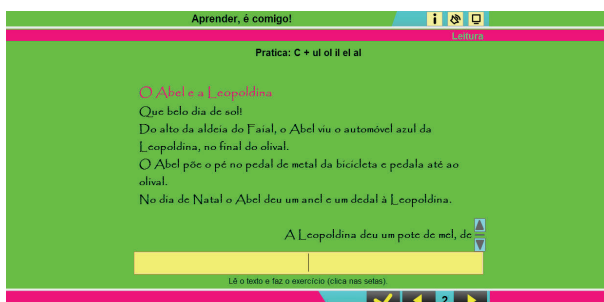 Aprender, é comigo!
i
Leitura
Pratica: C + ul ol il el al
O Abel e a Leopoldina
Que belo dia de sol!
Do alto da aldeia do Faial, o Abel viu o automóvel azul da
Leopoldina, no final do olival.
O Abel põe o pé no pedal de metal da bicicleta e pedala até ao
olival.
No dia de Natal o Abel deu um anel e um dedal à Leopoldina.
A Leopoldina deu um pote de mel, de
Lê o texto e faz o exercício (clica nas setas).
2